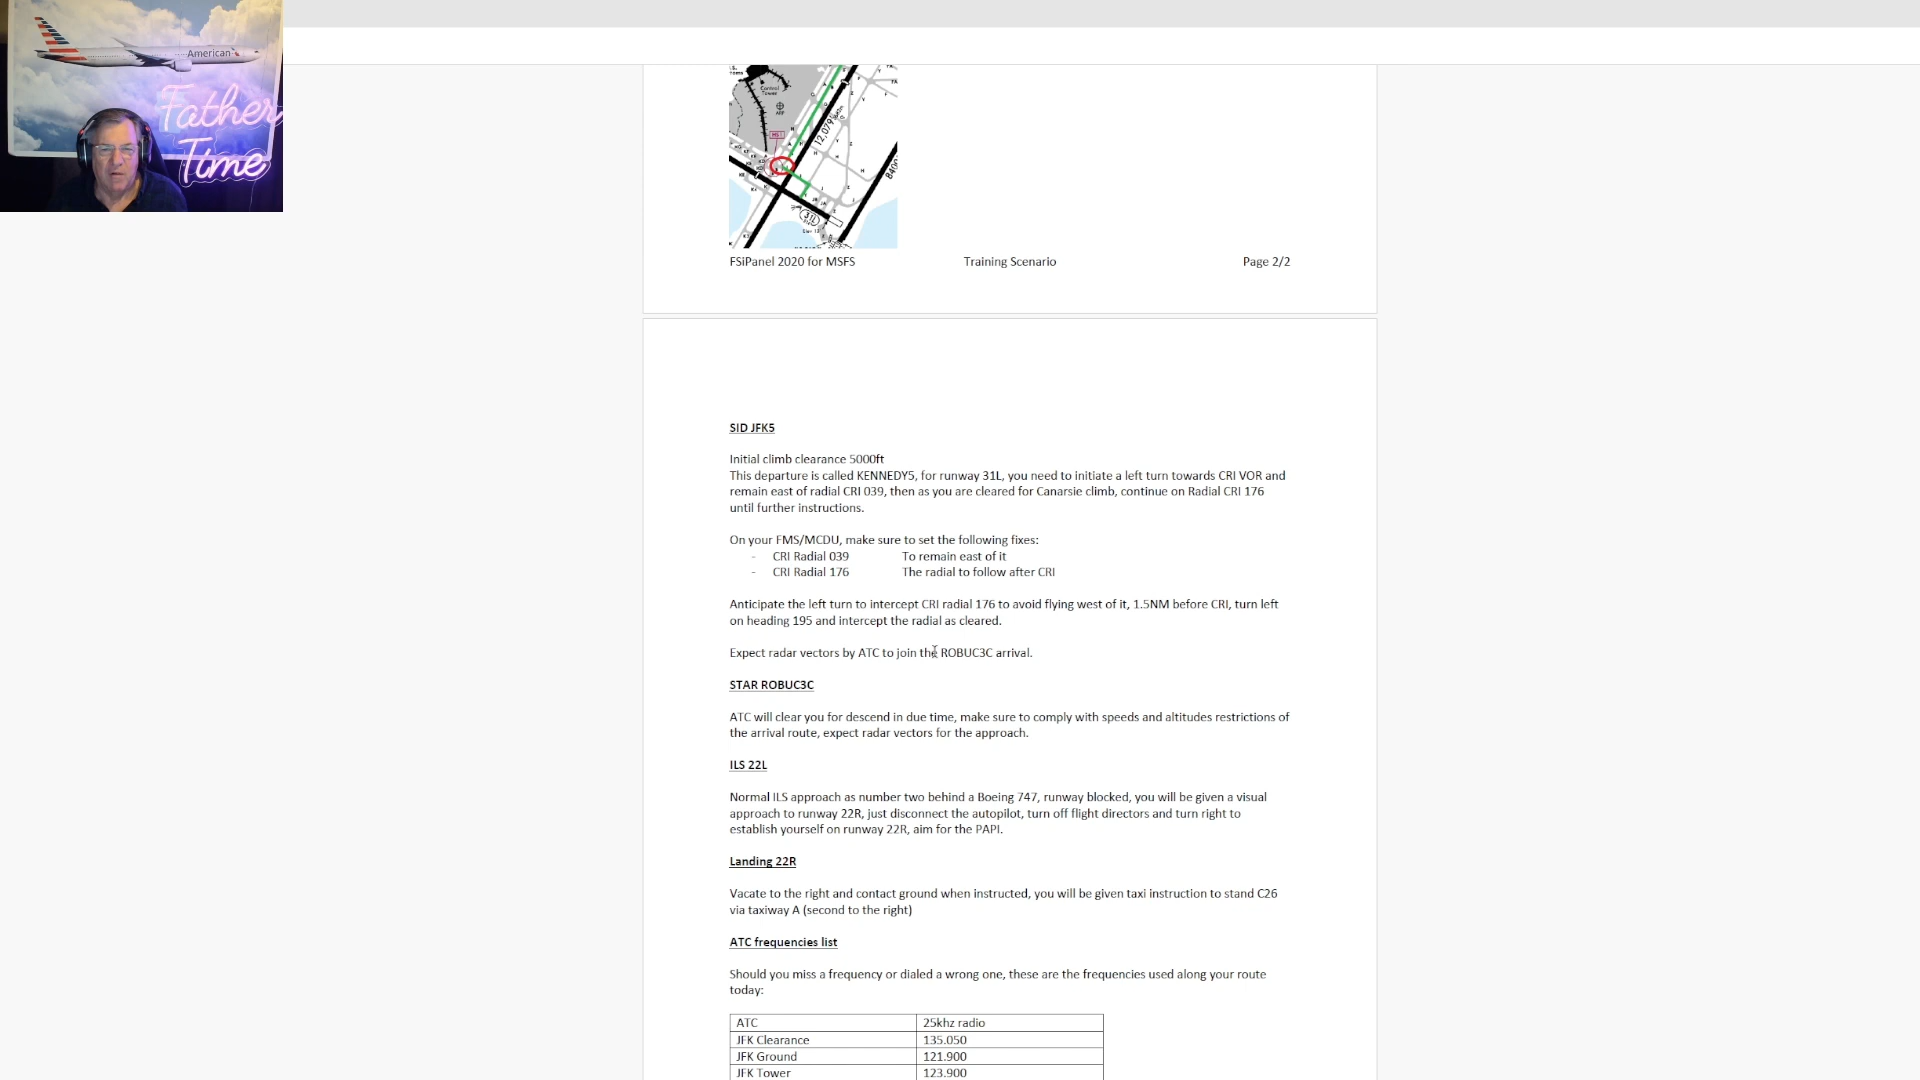 American
Father
Time
Control
Tower
ARP
HS1
12,079'
8400
31L
Elev 13'
FSiPanel 2020 for MSFS
Training Scenario
Page 2/2
SID JFK5
Initial climb clearance 5000ft
This departure is called KENNEDY5, for runway 31L, you need to initiate a left turn towards CRI VOR and
remain east of radial CRI 039, then as you are cleared for Canarsie climb, continue on Radial CRI 176
until further instructions.
On your FMS/MCDU, make sure to set the following fixes:
- CRI Radial 039 To remain east of it
- CRI Radial 176 The radial to follow after CRI
Anticipate the left turn to intercept CRI radial 176 to avoid flying west of it, 1.5NM before CRI, turn left
on heading 195 and intercept the radial as cleared.
Expect radar vectors by ATC to join the ROBUC3C arrival.
STAR ROBUC3C
ATC will clear you for descend in due time, make sure to comply with speeds and altitudes restrictions of
the arrival route, expect radar vectors for the approach.
ILS 22L
Normal ILS approach as number two behind a Boeing 747, runway blocked, you will be given a visual
approach to runway 22R, just disconnect the autopilot, turn off flight directors and turn right to
establish yourself on runway 22R, aim for the PAPI.
Landing 22R
Vacate to the right and contact ground when instructed, you will be given taxi instruction to stand C26
via taxiway A (second to the right)
ATC frequencies list
Should you miss a frequency or dialed a wrong one, these are the frequencies used along your route
today:
ATC 25khz radio
JFK Clearance 135.050
JFK Ground 121.900
JFK Tower 123.900